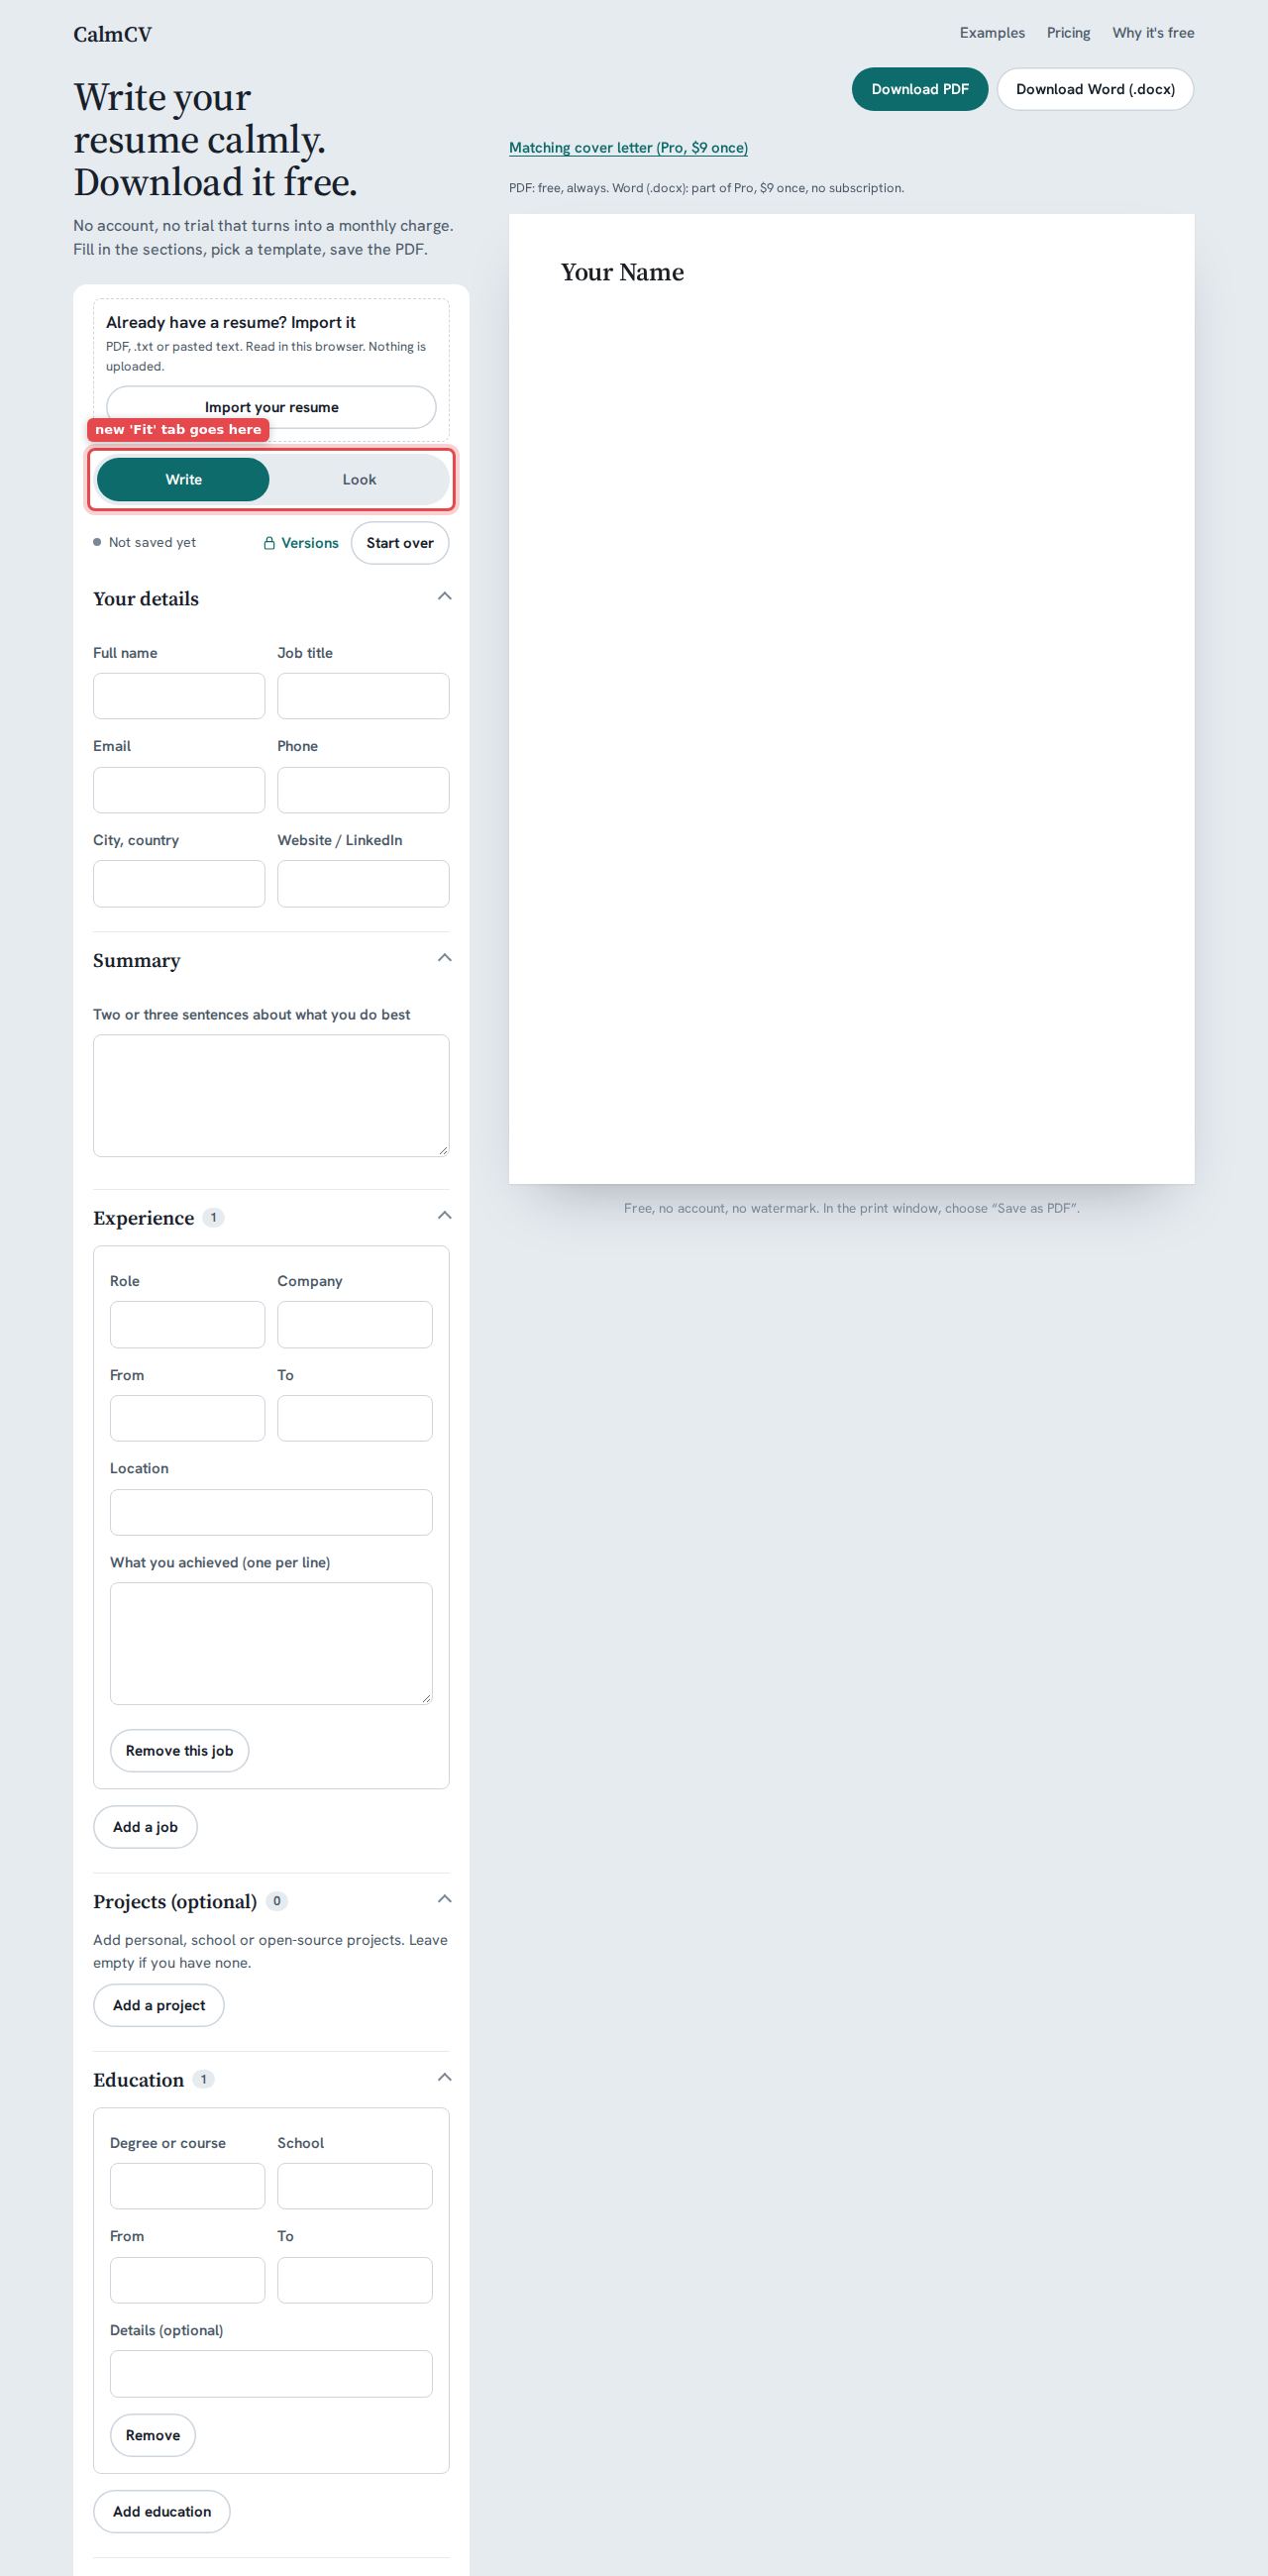 CalmCV
Examples Pricing Why it's free
Write your
resume calmly.
Download it free.
No account, no trial that turns into a monthly charge.
Fill in the sections, pick a template, save the PDF.
Already have a resume? Import it
PDF, .txt or pasted text. Read in this browser. Nothing is
uploaded.
Import your resume
new 'Fit' tab goes here
Write Look
Not saved yet Versions Start over
Your details
Full name Job title
Email Phone
City, country Website / LinkedIn
Summary
Two or three sentences about what you do best
Experience 1
Role Company
From To
Location
What you achieved (one per line)
Remove this job
Add a job
Projects (optional) 0
Add personal, school or open-source projects. Leave
empty if you have none.
Add a project
Education 1
Degree or course School
From To
Details (optional)
Remove
Add education
Download PDF Download Word (.docx)
Matching cover letter (Pro, $9 once)
PDF: free, always. Word (.docx): part of Pro, $9 once, no subscription.
Your Name
Free, no account, no watermark. In the print window, choose “Save as PDF”.